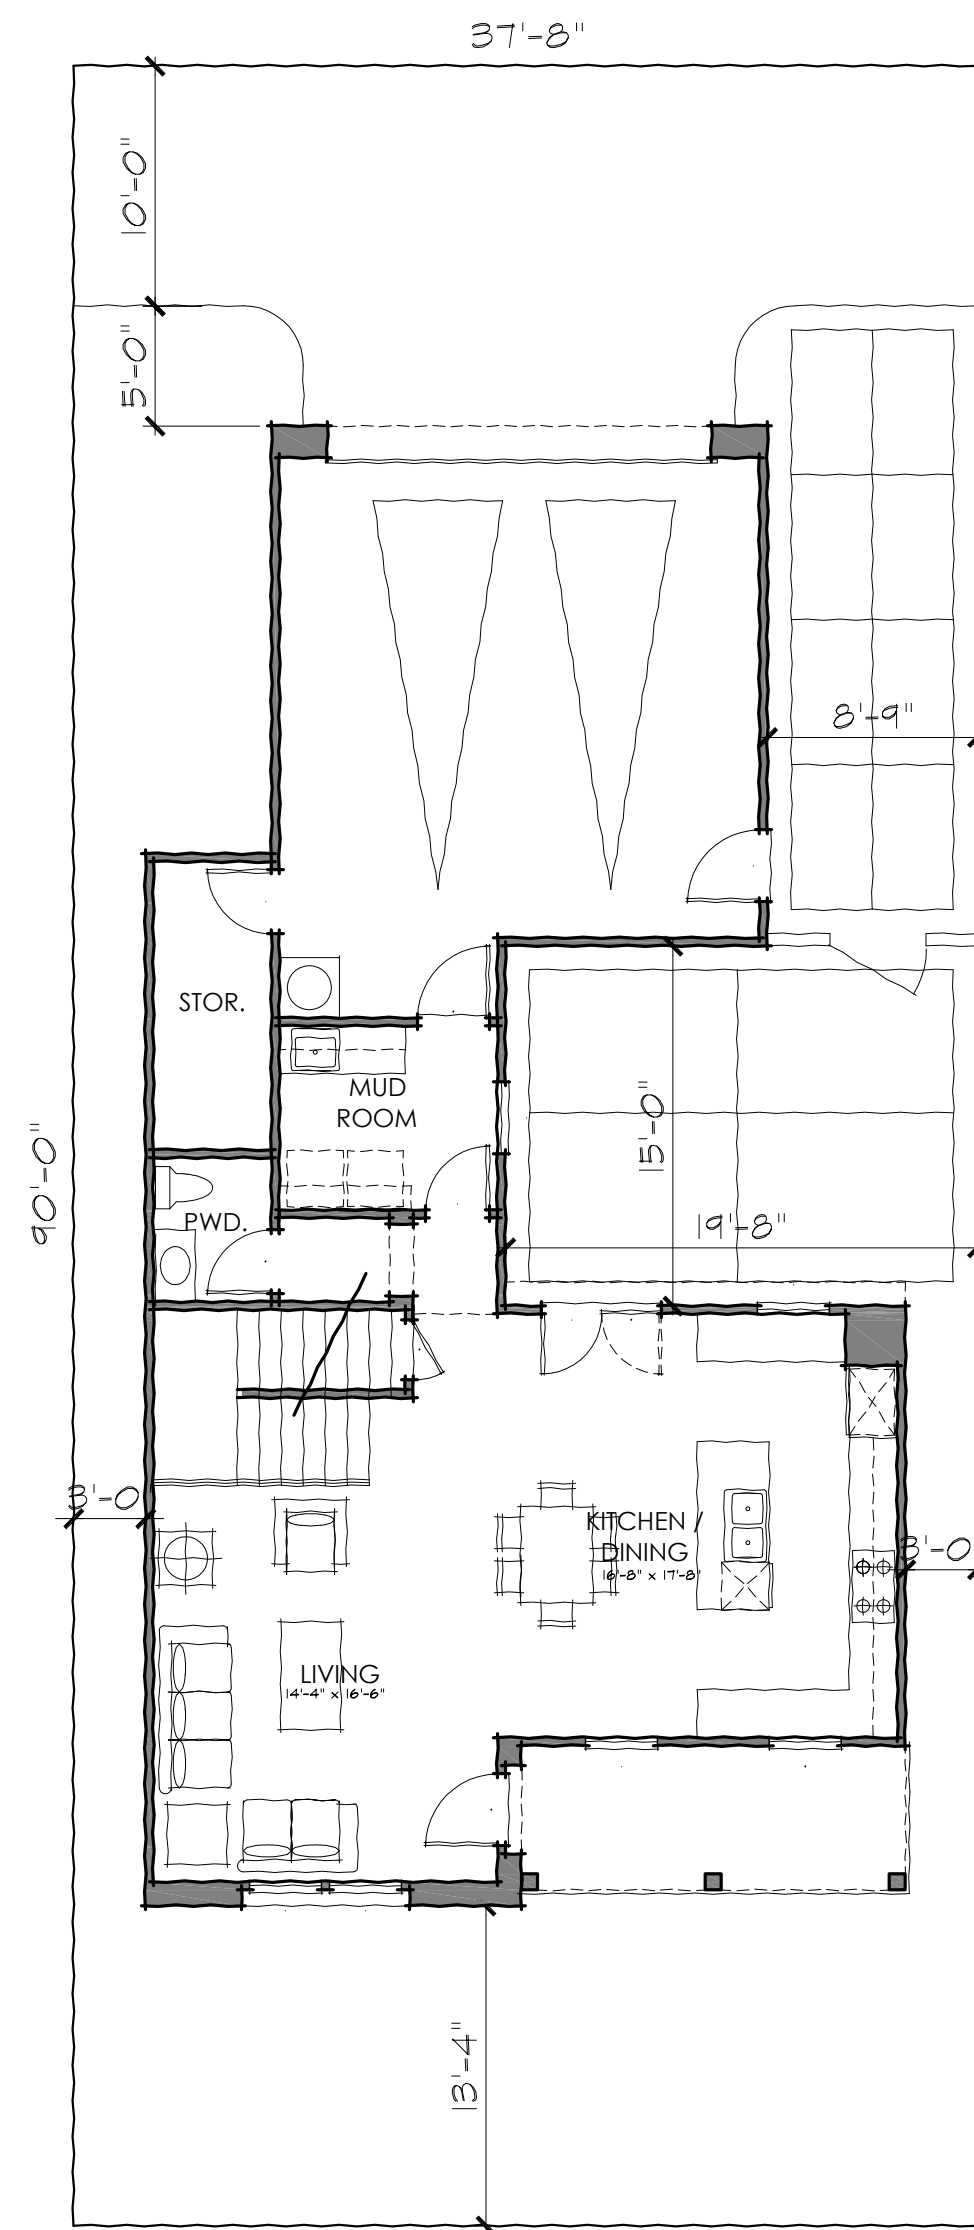 37'-8"
10'-0"
5'-0"
8'-9"
STOR.
MUD
ROOM
15'-0"
90'-0"
PWD.
19'-8"
3'-0
KITCHEN /
DINING
16'-8" x 17'-8"
3'-0
LIVING
14'-4" x 16'-6"
13'-4"